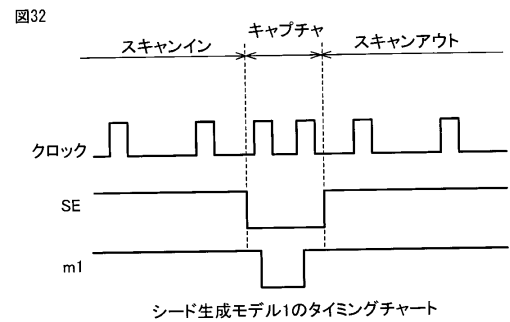 図32
スキャンイン
キャプチャ
スキャンアウト
クロック
SE
m1
シード生成モデル1のタイミングチャート